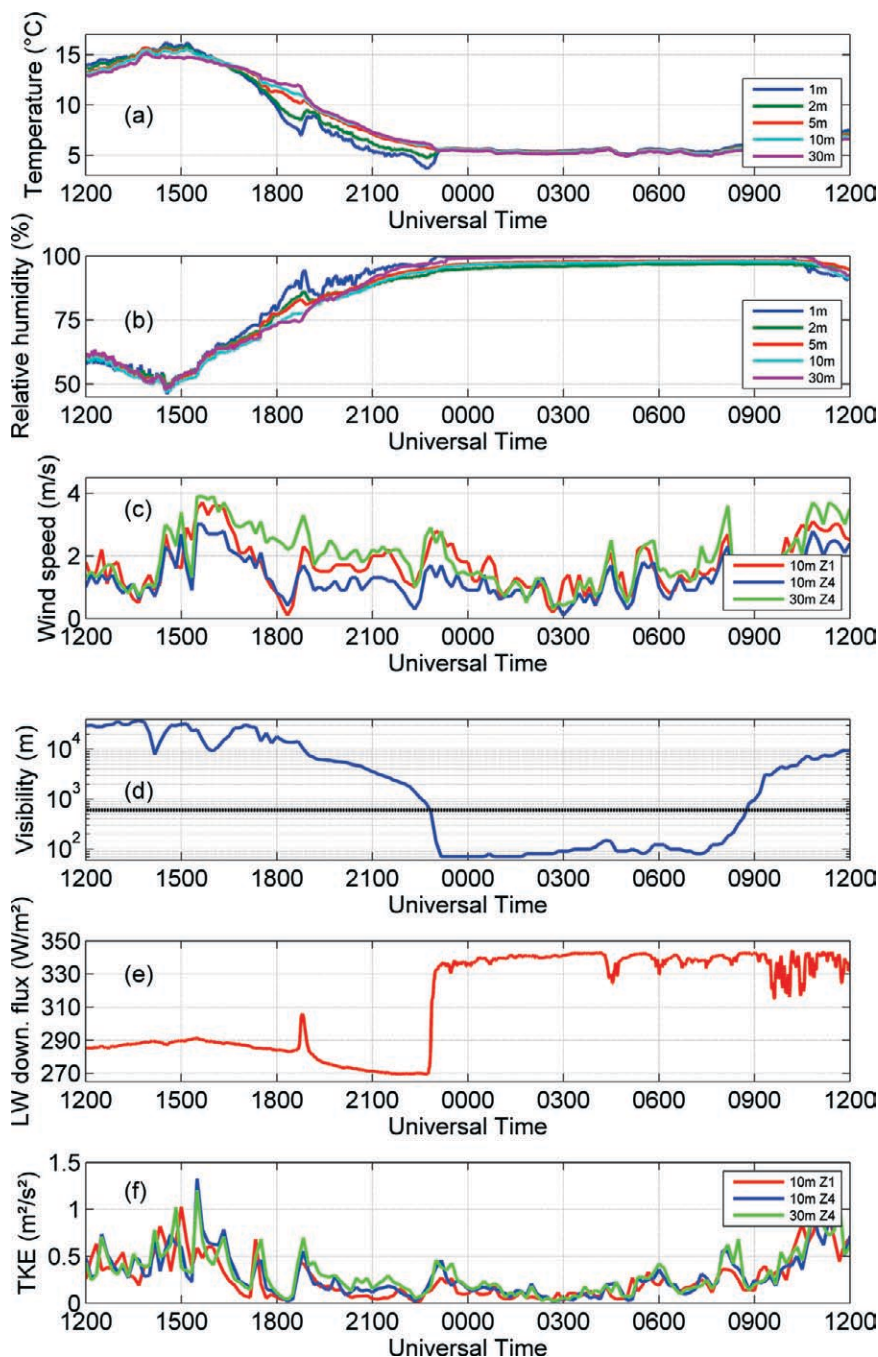 Temperature (°C)
15
10
5
(a)
1m
2m
5m
10m
30m
1200 1500 1800 2100 0000 0300 0600 0900 1200
Universal Time
Relative humidity (%)
100
75
50
(b)
1m
2m
5m
10m
30m
1200 1500 1800 2100 0000 0300 0600 0900 1200
Universal Time
Wind speed (m/s)
4
2
0
(c)
10m Z1
10m Z4
30m Z4
1200 1500 1800 2100 0000 0300 0600 0900 1200
Universal Time
Visibility (m)
10⁴
10³
10²
(d)
1200 1500 1800 2100 0000 0300 0600 0900 1200
Universal Time
LW down. flux (W/m²)
350
330
310
290
270
(e)
1200 1500 1800 2100 0000 0300 0600 0900 1200
Universal Time
TKE (m²/s²)
1.5
1
0.5
0
(f)
10m Z1
10m Z4
30m Z4
1200 1500 1800 2100 0000 0300 0600 0900 1200
Universal Time